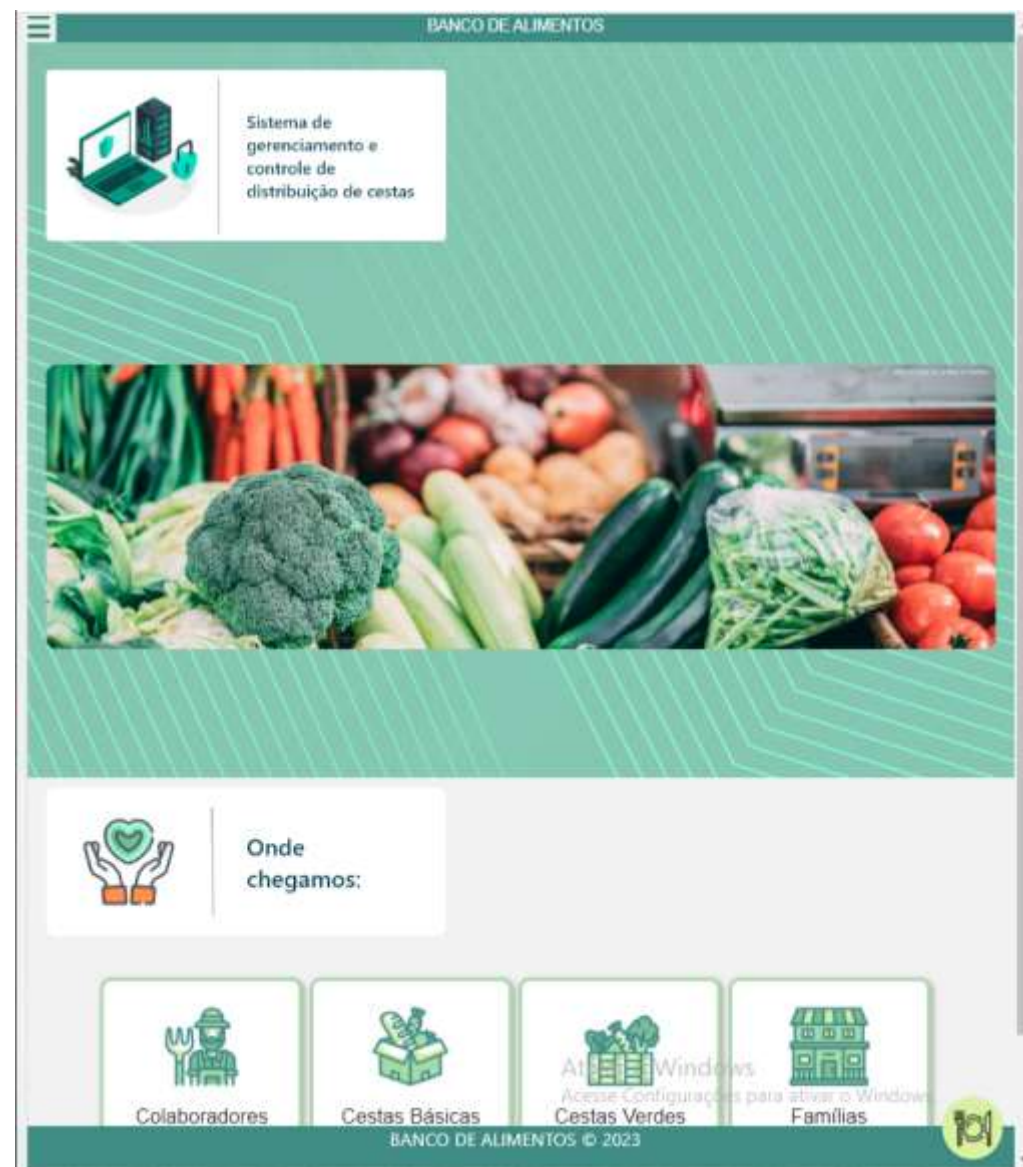 BANCO DE ALIMENTOS
Sistema de
gerenciamento e
controle de
distribuição de cestas
Onde
chegamos:
Colaboradores
Cestas Básicas
Cestas Verdes
Famílias
Windows
Acesse Configurações para ativar o Windows.
BANCO DE ALIMENTOS © 2023